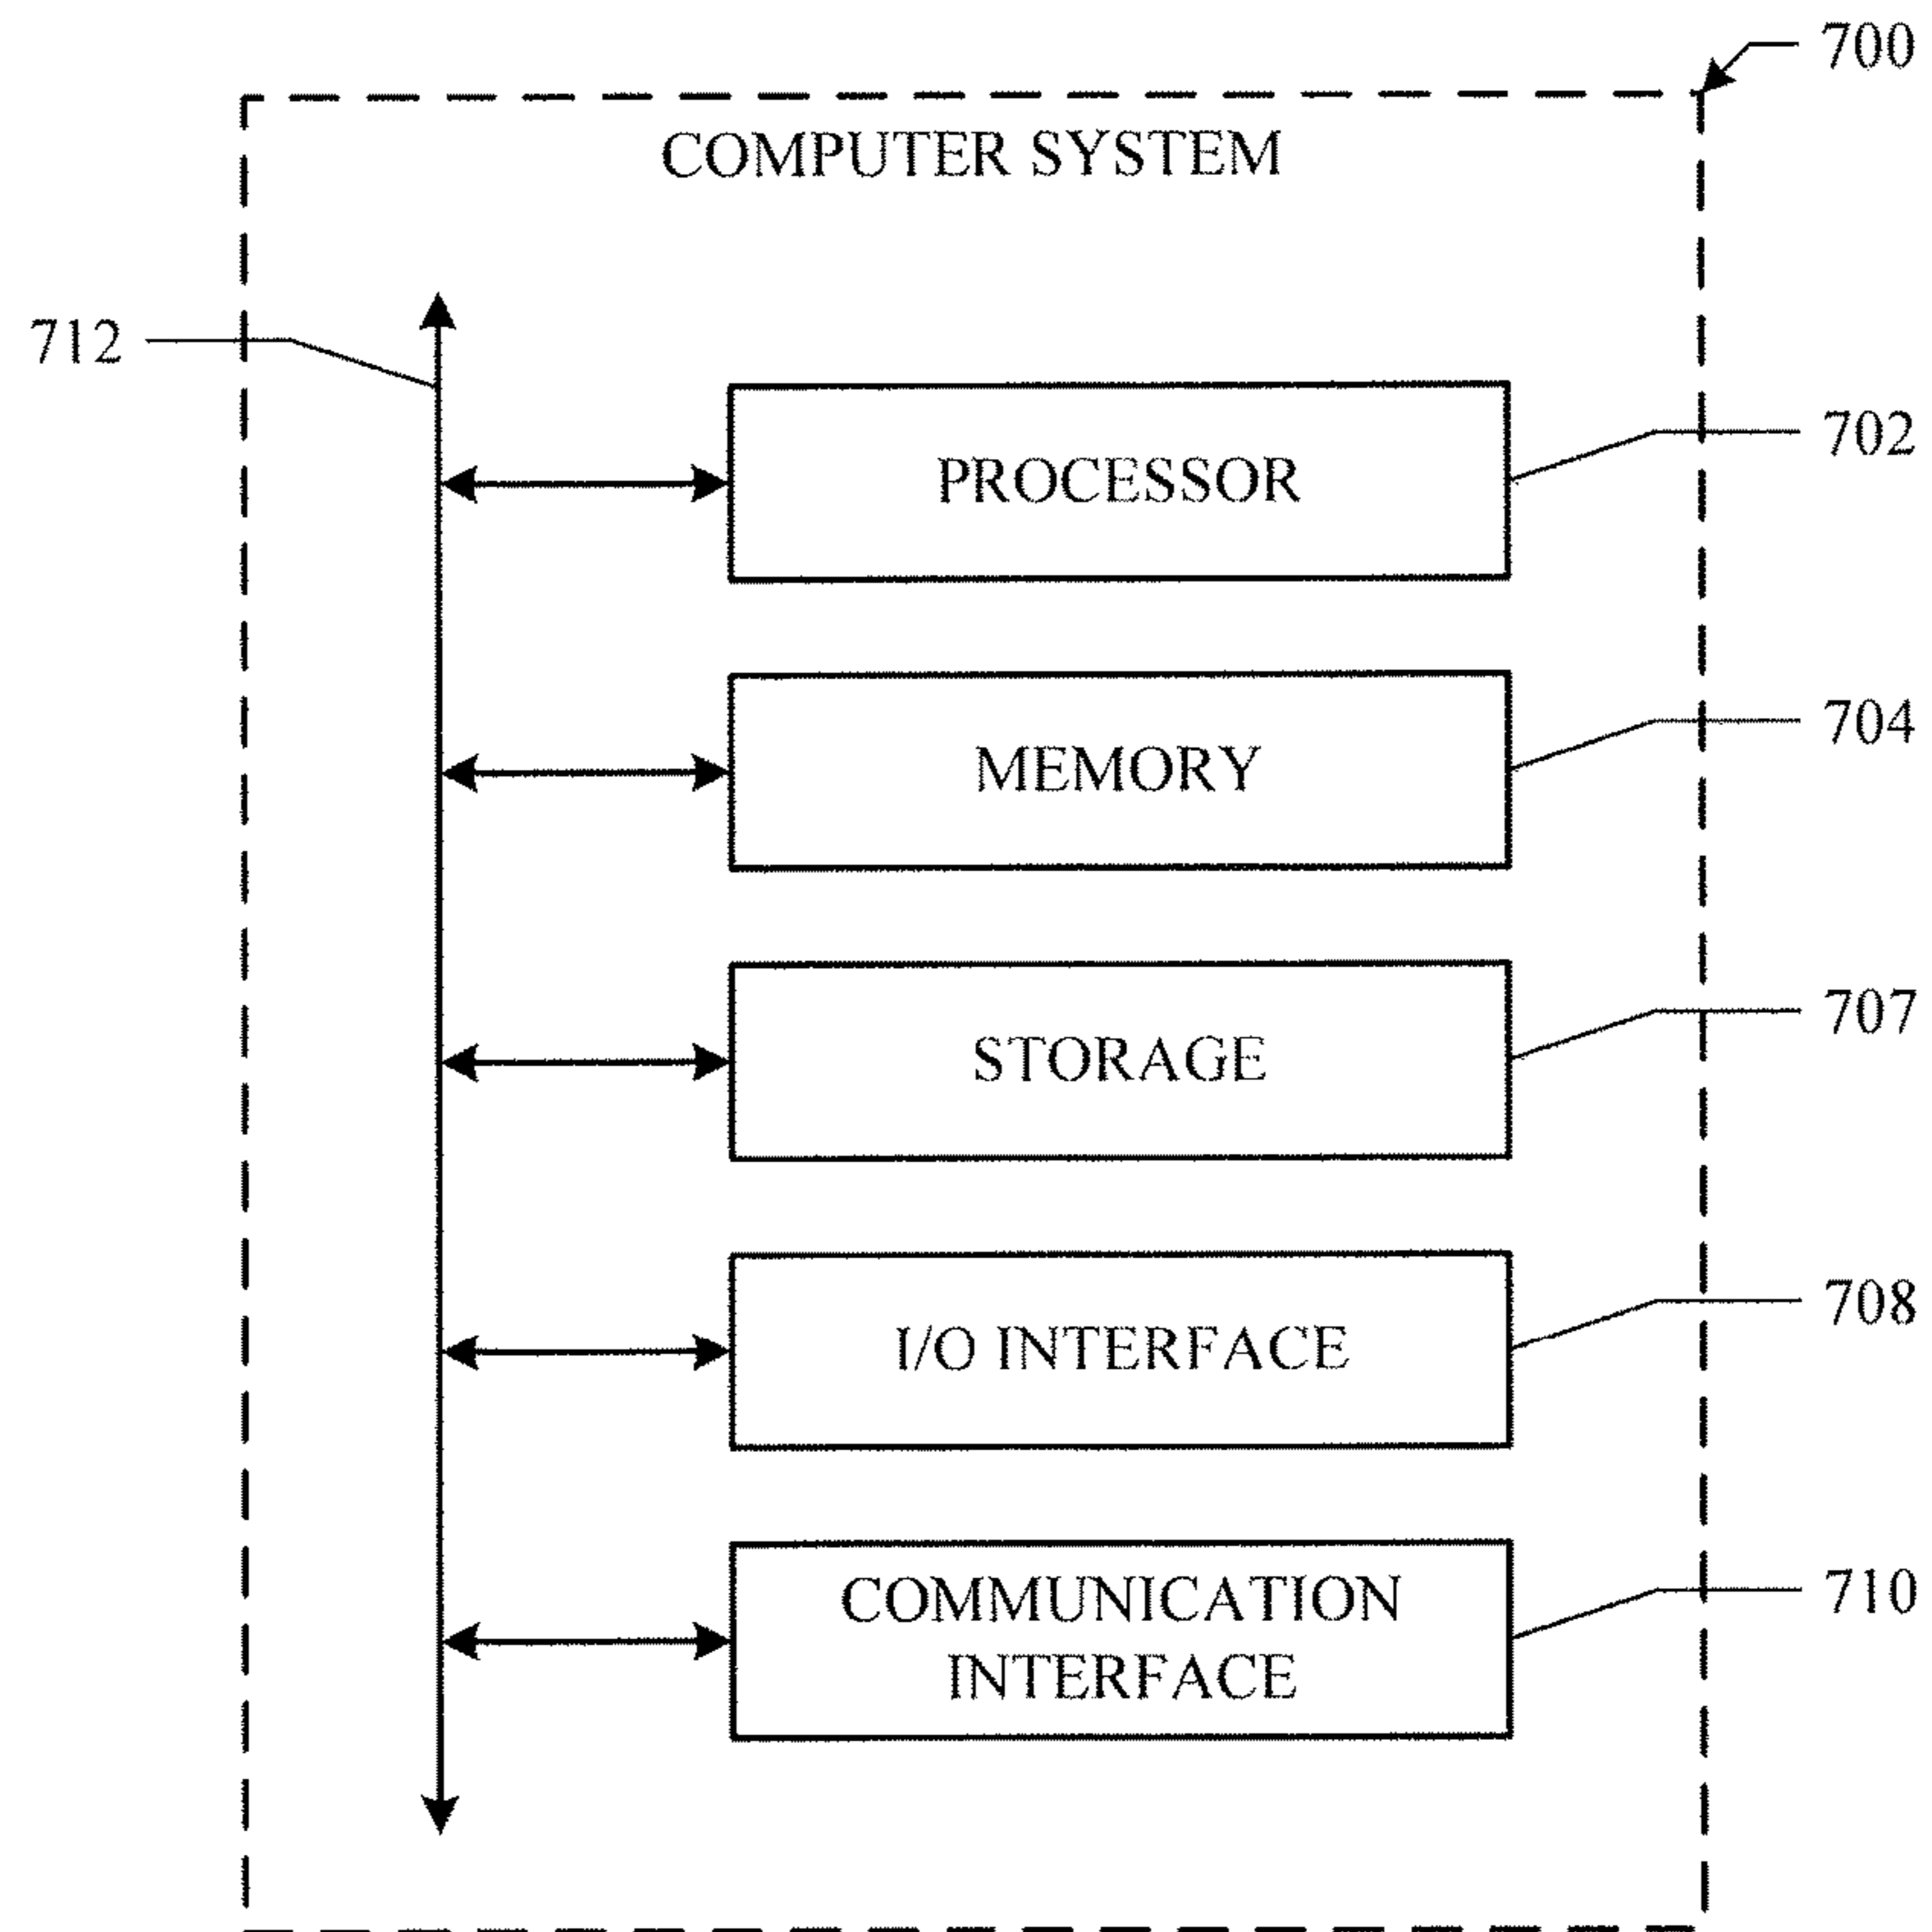 700
COMPUTER SYSTEM
712
PROCESSOR
702
MEMORY
704
STORAGE
707
I/O INTERFACE
708
COMMUNICATION
INTERFACE
710